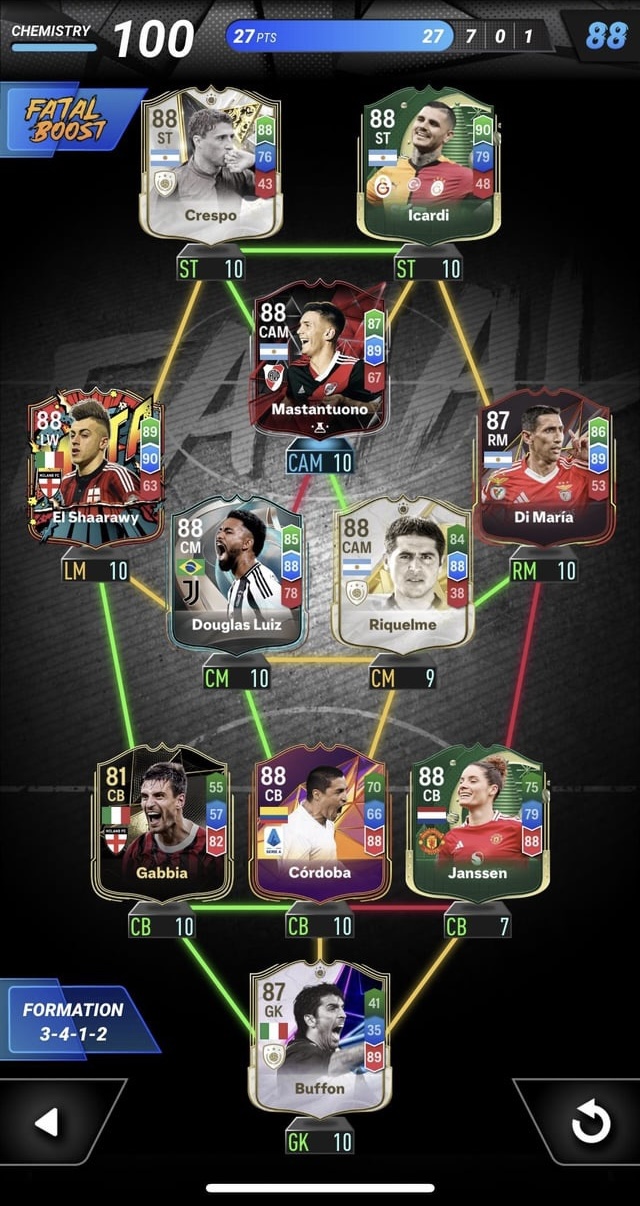 CHEMISTRY 100 27 PTS 27 7 0 1 88
FATAL
BOOST
88
ST
88
76
43
Crespo
ST 10
88
ST
90
79
48
Icardi
ST 10
88
CAM
87
89
67
Mastantuono
CAM 10
88
LW
89
90
63
El Shaarawy
LM 10
88
CM
85
88
78
Douglas Luiz
CM 10
88
CAM
84
88
38
Riquelme
CM 9
87
RM
86
89
53
Di María
RM 10
81
CB
55
57
82
Gabbia
CB 10
88
CB
70
66
88
Córdoba
CB 10
88
CB
75
79
88
Janssen
CB 7
87
GK
41
35
89
Buffon
GK 10
FORMATION
3-4-1-2